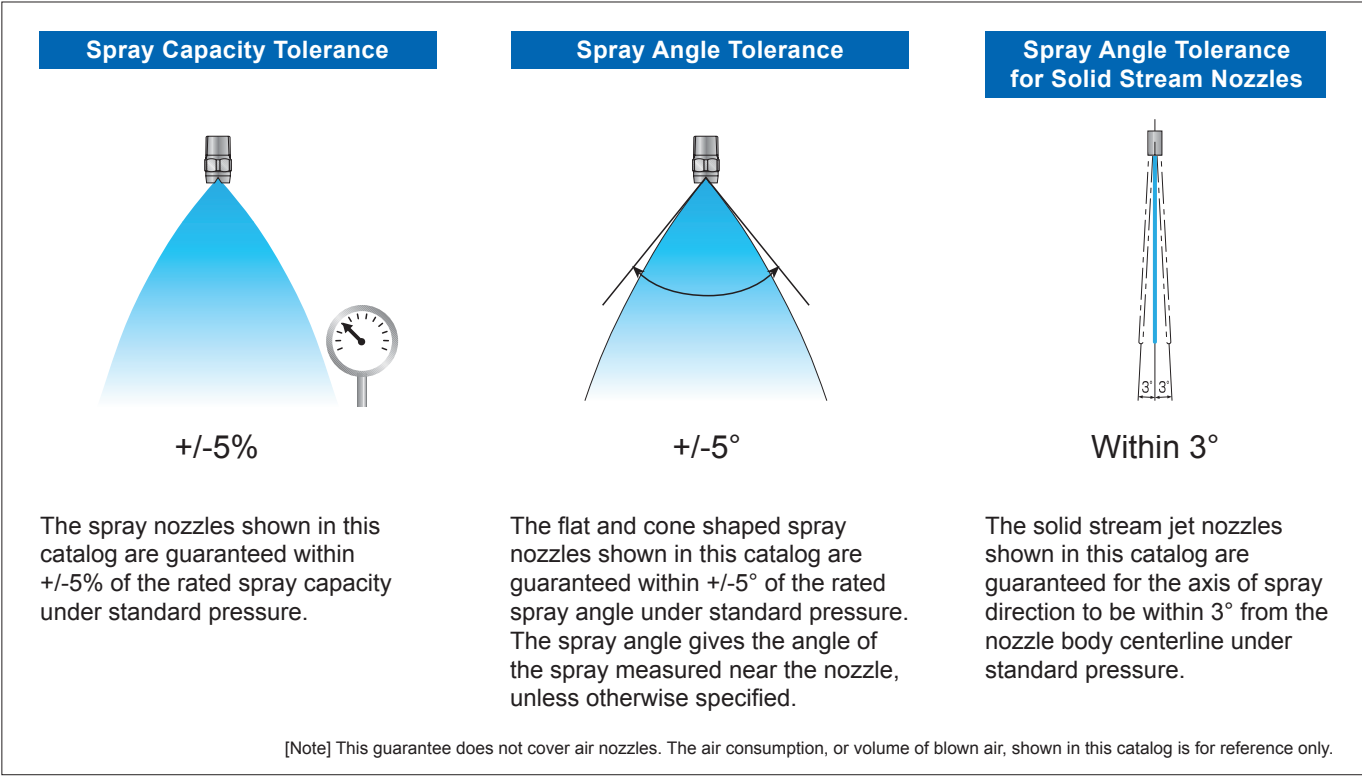 Spray Capacity Tolerance
+/-5%
The spray nozzles shown in this
catalog are guaranteed within
+/-5% of the rated spray capacity
under standard pressure.
Spray Angle Tolerance
+/-5°
The flat and cone shaped spray
nozzles shown in this catalog are
guaranteed within +/-5° of the rated
spray angle under standard pressure.
The spray angle gives the angle of
the spray measured near the nozzle,
unless otherwise specified.
Spray Angle Tolerance
for Solid Stream Nozzles
3° 3°
Within 3°
The solid stream jet nozzles
shown in this catalog are
guaranteed for the axis of spray
direction to be within 3° from the
nozzle body centerline under
standard pressure.
[Note] This guarantee does not cover air nozzles. The air consumption, or volume of blown air, shown in this catalog is for reference only.